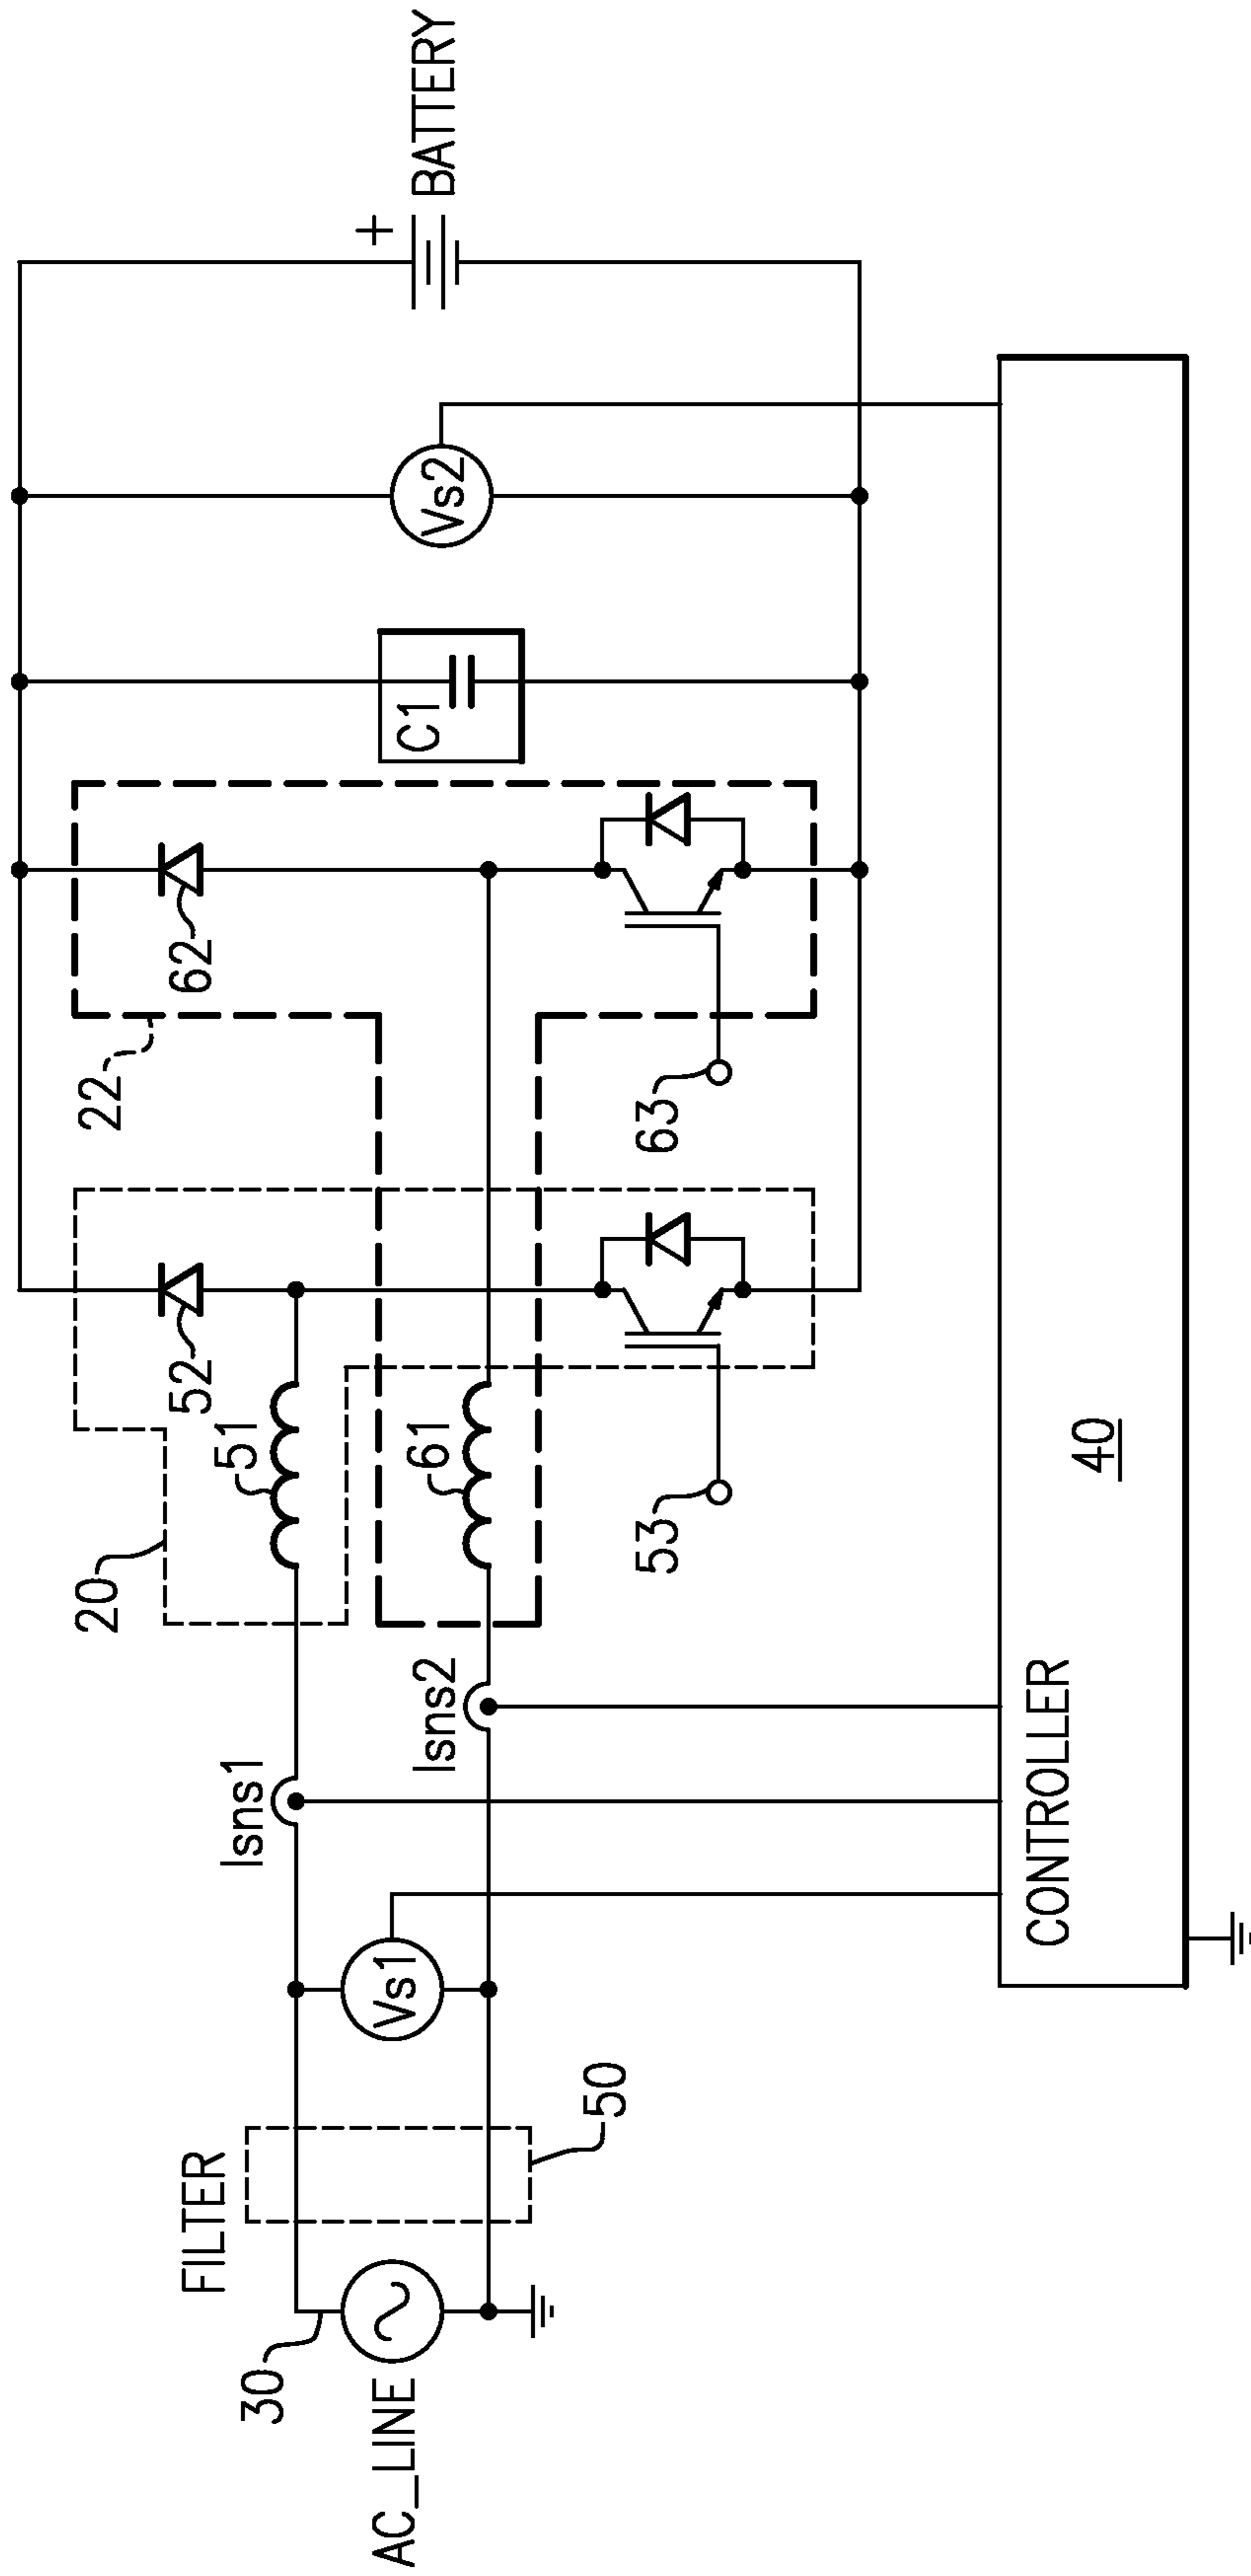 AC_LINE
30
FILTER
50
Vs1
Isns1
Isns2
20
51
61
52
53
22
62
63
C1
Vs2
+
BATTERY
CONTROLLER
40